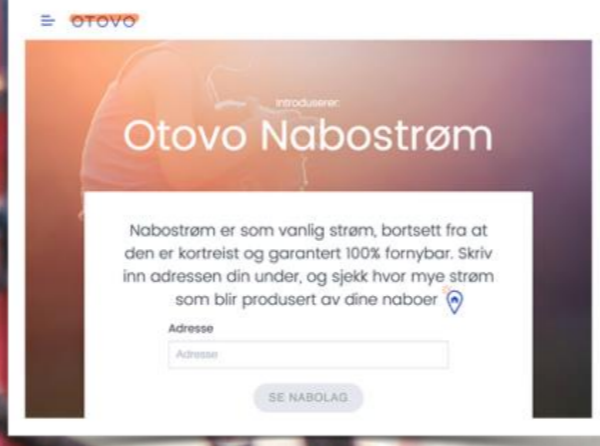 OTOVO
Introduserer:
Otovo Nabostrøm
Nabostrøm er som vanlig strøm, bortsett fra at
den er kortreist og garantert 100% fornybar. Skriv
inn adressen din under, og sjekk hvor mye strøm
som blir produsert av dine naboer
Adresse
Adresse
SE NABOLAG